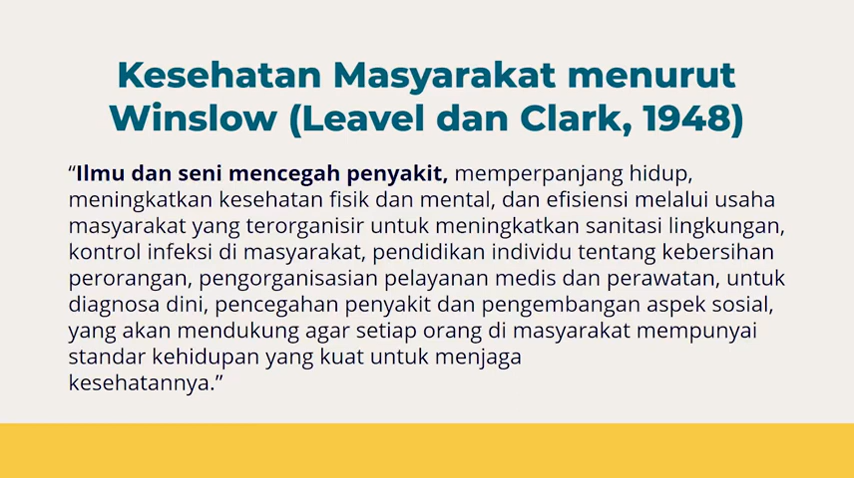 Kesehatan Masyarakat menurut
Winslow (Leavel dan Clark, 1948)
“Ilmu dan seni mencegah penyakit, memperpanjang hidup,
meningkatkan kesehatan fisik dan mental, dan efisiensi melalui usaha
masyarakat yang terorganisir untuk meningkatkan sanitasi lingkungan,
kontrol infeksi di masyarakat, pendidikan individu tentang kebersihan
perorangan, pengorganisasian pelayanan medis dan perawatan, untuk
diagnosa dini, pencegahan penyakit dan pengembangan aspek sosial,
yang akan mendukung agar setiap orang di masyarakat mempunyai
standar kehidupan yang kuat untuk menjaga
kesehatannya.”